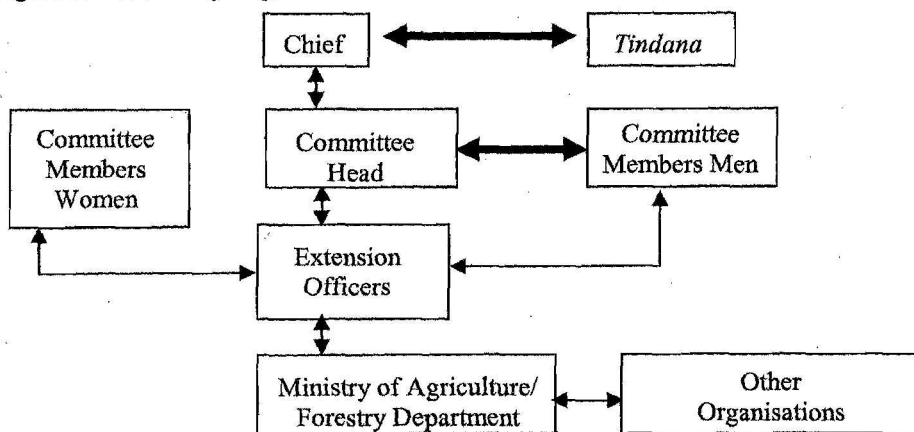 Chief
Tindana
Committee
Members
Women
Committee
Head
Committee
Members Men
Extension
Officers
Ministry of Agriculture/
Forestry Department
Other
Organisations